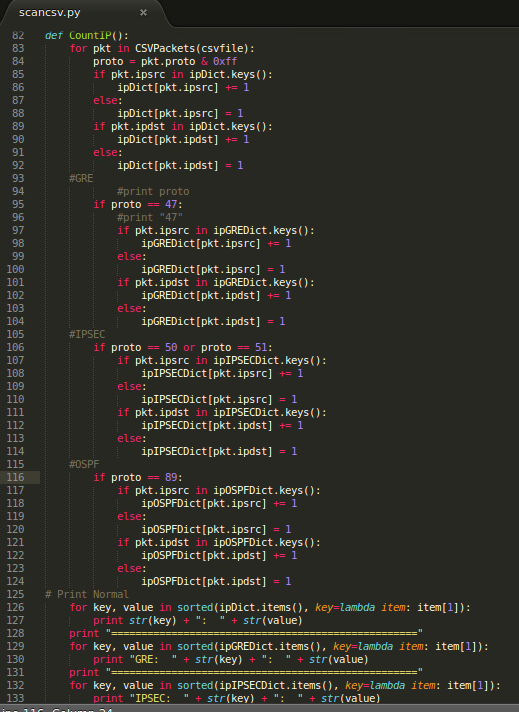 scancsv.py ×
82 def CountIP():
83     for pkt in CSVPackets(csvfile):
84         proto = pkt.proto & 0xff
85         if pkt.ipsrc in ipDict.keys():
86             ipDict[pkt.ipsrc] += 1
87         else:
88             ipDict[pkt.ipsrc] = 1
89         if pkt.ipdst in ipDict.keys():
90             ipDict[pkt.ipdst] += 1
91         else:
92             ipDict[pkt.ipdst] = 1
93     #GRE
94             #print proto
95         if proto == 47:
96             #print "47"
97             if pkt.ipsrc in ipGREDict.keys():
98                 ipGREDict[pkt.ipsrc] += 1
99             else:
100                 ipGREDict[pkt.ipsrc] = 1
101             if pkt.ipdst in ipGREDict.keys():
102                 ipGREDict[pkt.ipdst] += 1
103             else:
104                 ipGREDict[pkt.ipdst] = 1
105     #IPSEC
106         if proto == 50 or proto == 51:
107             if pkt.ipsrc in ipIPSECDict.keys():
108                 ipIPSECDict[pkt.ipsrc] += 1
109             else:
110                 ipIPSECDict[pkt.ipsrc] = 1
111             if pkt.ipdst in ipIPSECDict.keys():
112                 ipIPSECDict[pkt.ipdst] += 1
113             else:
114                 ipIPSECDict[pkt.ipdst] = 1
115     #OSPF
116         if proto == 89:
117             if pkt.ipsrc in ipOSPFDict.keys():
118                 ipOSPFDict[pkt.ipsrc] += 1
119             else:
120                 ipOSPFDict[pkt.ipsrc] = 1
121             if pkt.ipdst in ipOSPFDict.keys():
122                 ipOSPFDict[pkt.ipdst] += 1
123             else:
124                 ipOSPFDict[pkt.ipdst] = 1
125 # Print Normal
126     for key, value in sorted(ipDict.items(), key=lambda item: item[1]):
127         print str(key) + ":  " + str(value)
128     print "==================================================="
129     for key, value in sorted(ipGREDict.items(), key=lambda item: item[1]):
130         print "GRE:  " + str(key) + ":  " + str(value)
131     print "==================================================="
132     for key, value in sorted(ipIPSECDict.items(), key=lambda item: item[1]):
133         print "IPSEC:  " + str(key) + ":  " + str(value)